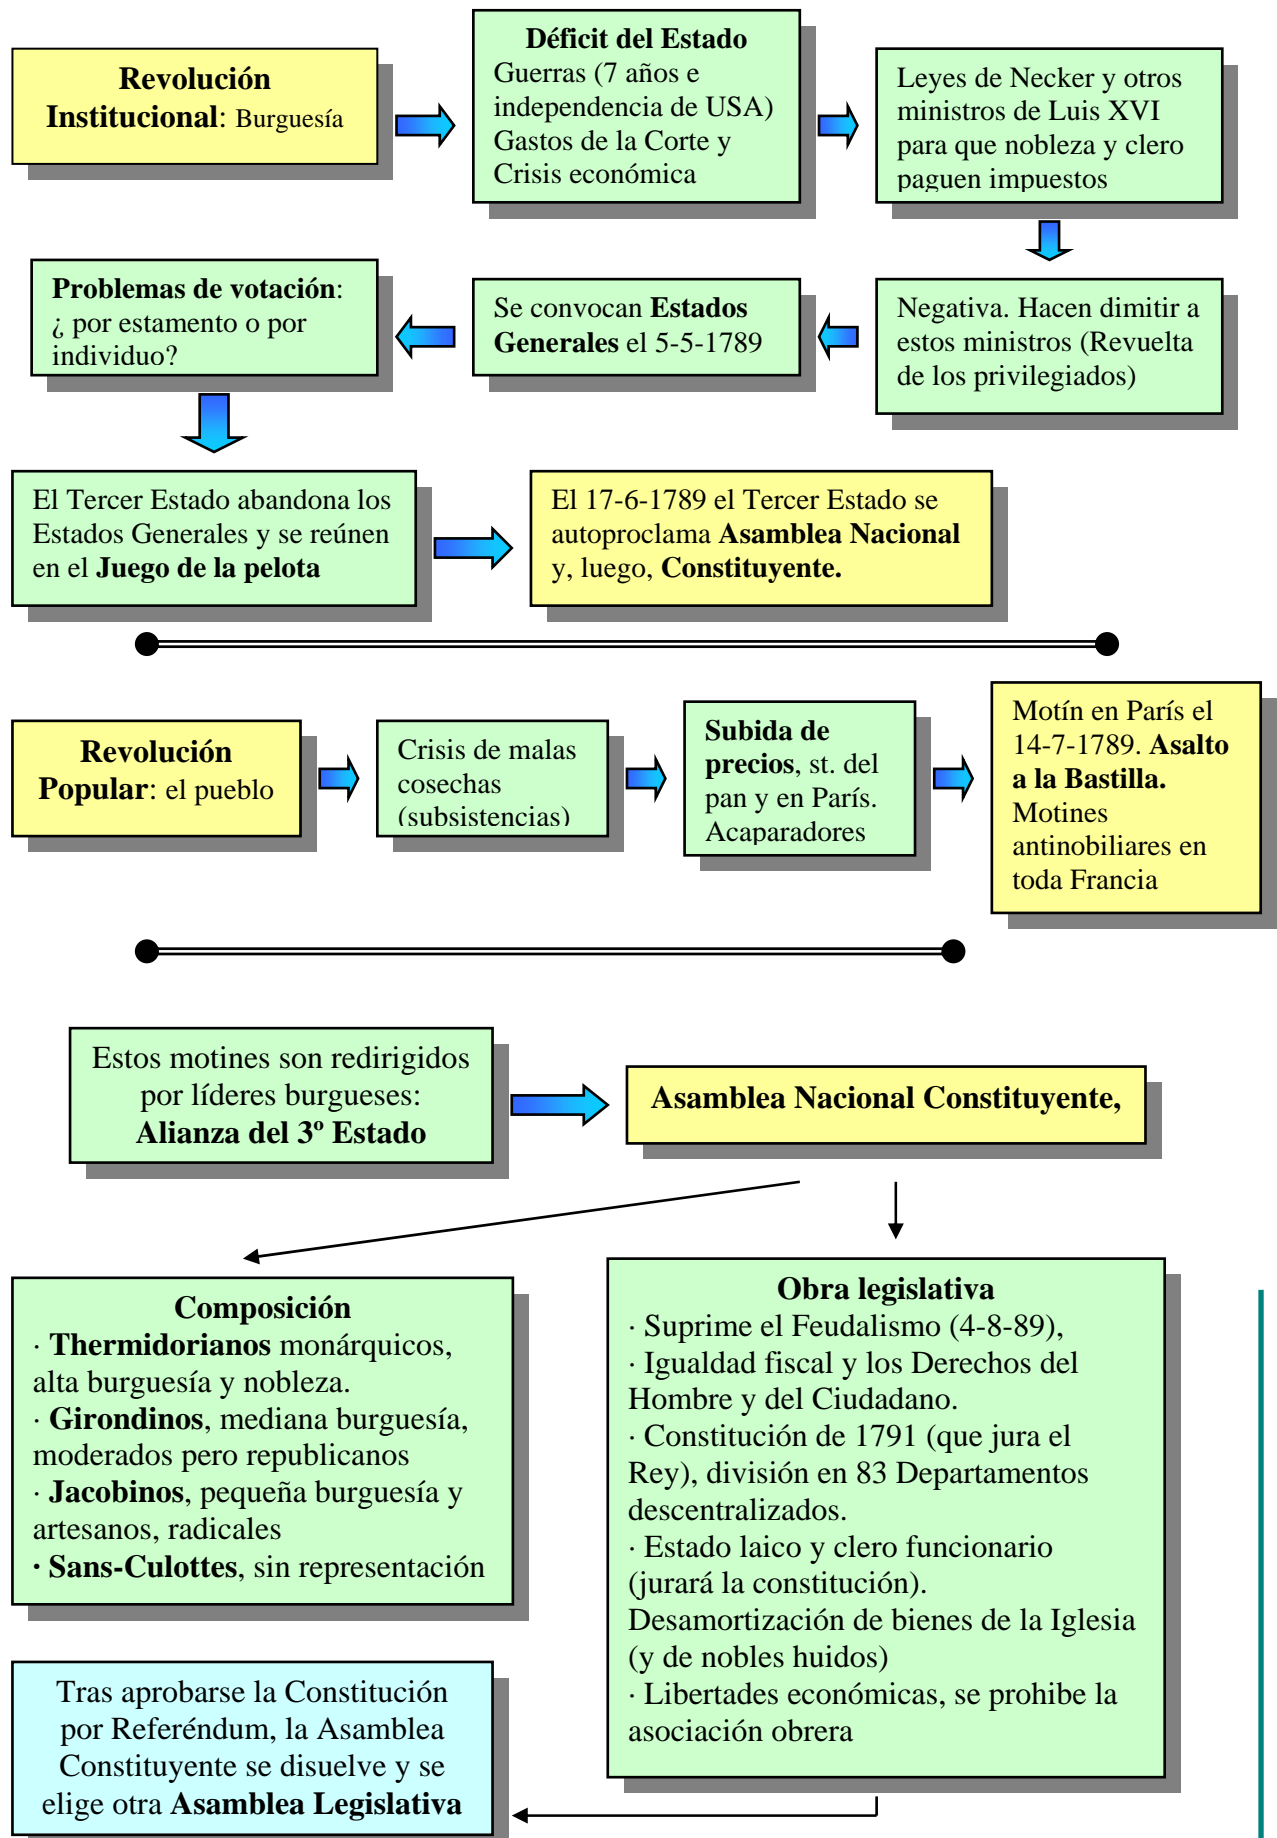 Revolución
Institucional: Burguesía
Déficit del Estado
Guerras (7 años e
independencia de USA)
Gastos de la Corte y
Crisis económica
Leyes de Necker y otros
ministros de Luis XVI
para que nobleza y clero
paguen impuestos
Negativa. Hacen dimitir a
estos ministros (Revuelta
de los privilegiados)
Se convocan Estados
Generales el 5-5-1789
Problemas de votación:
¿ por estamento o por
individuo?
El Tercer Estado abandona los
Estados Generales y se reúnen
en el Juego de la pelota
El 17-6-1789 el Tercer Estado se
autoproclama Asamblea Nacional
y, luego, Constituyente.
Revolución
Popular: el pueblo
Crisis de malas
cosechas
(subsistencias)
Subida de
precios, st. del
pan y en París.
Acaparadores
Motín en París el
14-7-1789. Asalto
a la Bastilla.
Motines
antinobiliares en
toda Francia
Estos motines son redirigidos
por líderes burgueses:
Alianza del 3º Estado
Asamblea Nacional Constituyente,
Composición
· Thermidorianos monárquicos,
alta burguesía y nobleza.
· Girondinos, mediana burguesía,
moderados pero republicanos
· Jacobinos, pequeña burguesía y
artesanos, radicales
· Sans-Culottes, sin representación
Obra legislativa
· Suprime el Feudalismo (4-8-89),
· Igualdad fiscal y los Derechos del
Hombre y del Ciudadano.
· Constitución de 1791 (que jura el
Rey), división en 83 Departamentos
descentralizados.
· Estado laico y clero funcionario
(jurará la constitución).
Desamortización de bienes de la Iglesia
(y de nobles huidos)
· Libertades económicas, se prohibe la
asociación obrera
Tras aprobarse la Constitución
por Referéndum, la Asamblea
Constituyente se disuelve y se
elige otra Asamblea Legislativa